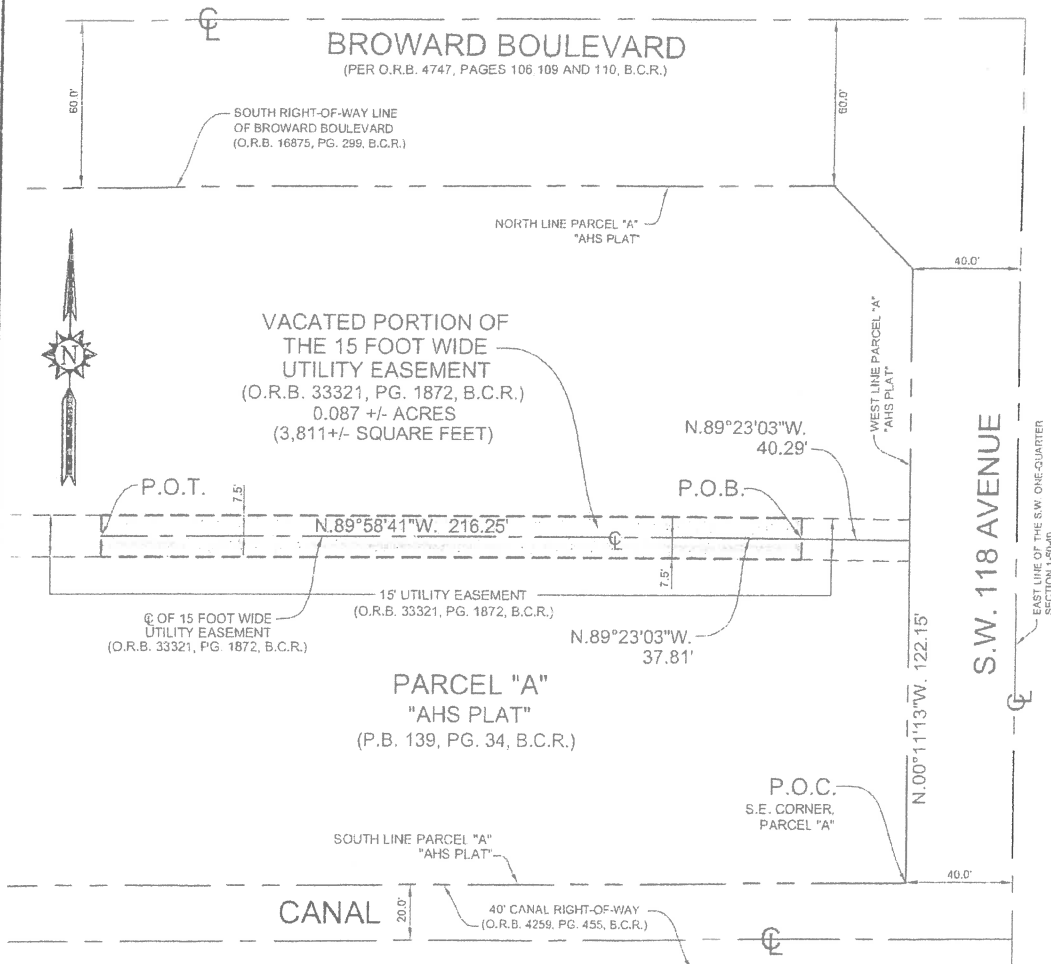 ℄
BROWARD BOULEVARD
(PER O.R.B. 4747, PAGES 106,109 AND 110, B.C.R.)
60.0'
60.0'
SOUTH RIGHT-OF-WAY LINE
OF BROWARD BOULEVARD
(O.R.B. 16875, PG. 299, B.C.R.)
NORTH LINE PARCEL "A"
"AHS PLAT"
40.0'
N
VACATED PORTION OF
THE 15 FOOT WIDE
UTILITY EASEMENT
(O.R.B. 33321, PG. 1872, B.C.R.)
0.087 +/- ACRES
(3,811+/- SQUARE FEET)
WEST LINE PARCEL "A"
"AHS PLAT"
N.89°23'03"W.
40.29'
P.O.T.
7.5'
P.O.B.
N.89°58'41"W. 216.25'
℄
7.5'
15' UTILITY EASEMENT
(O.R.B. 33321, PG. 1872, B.C.R.)
℄ OF 15 FOOT WIDE
UTILITY EASEMENT
(O.R.B. 33321, PG. 1872, B.C.R.)
N.89°23'03"W.
37.81'
S.W. 118 AVENUE
EAST LINE OF THE S.W. ONE-QUARTER
SECTION 1-50-40
℄
PARCEL "A"
"AHS PLAT"
(P.B. 139, PG. 34, B.C.R.)
N.00°11'13"W. 122.15'
P.O.C.
S.E. CORNER,
PARCEL "A"
SOUTH LINE PARCEL "A"
"AHS PLAT"
40.0'
CANAL
20.0'
40' CANAL RIGHT-OF-WAY
(O.R.B. 4259, PG. 455, B.C.R.)
℄